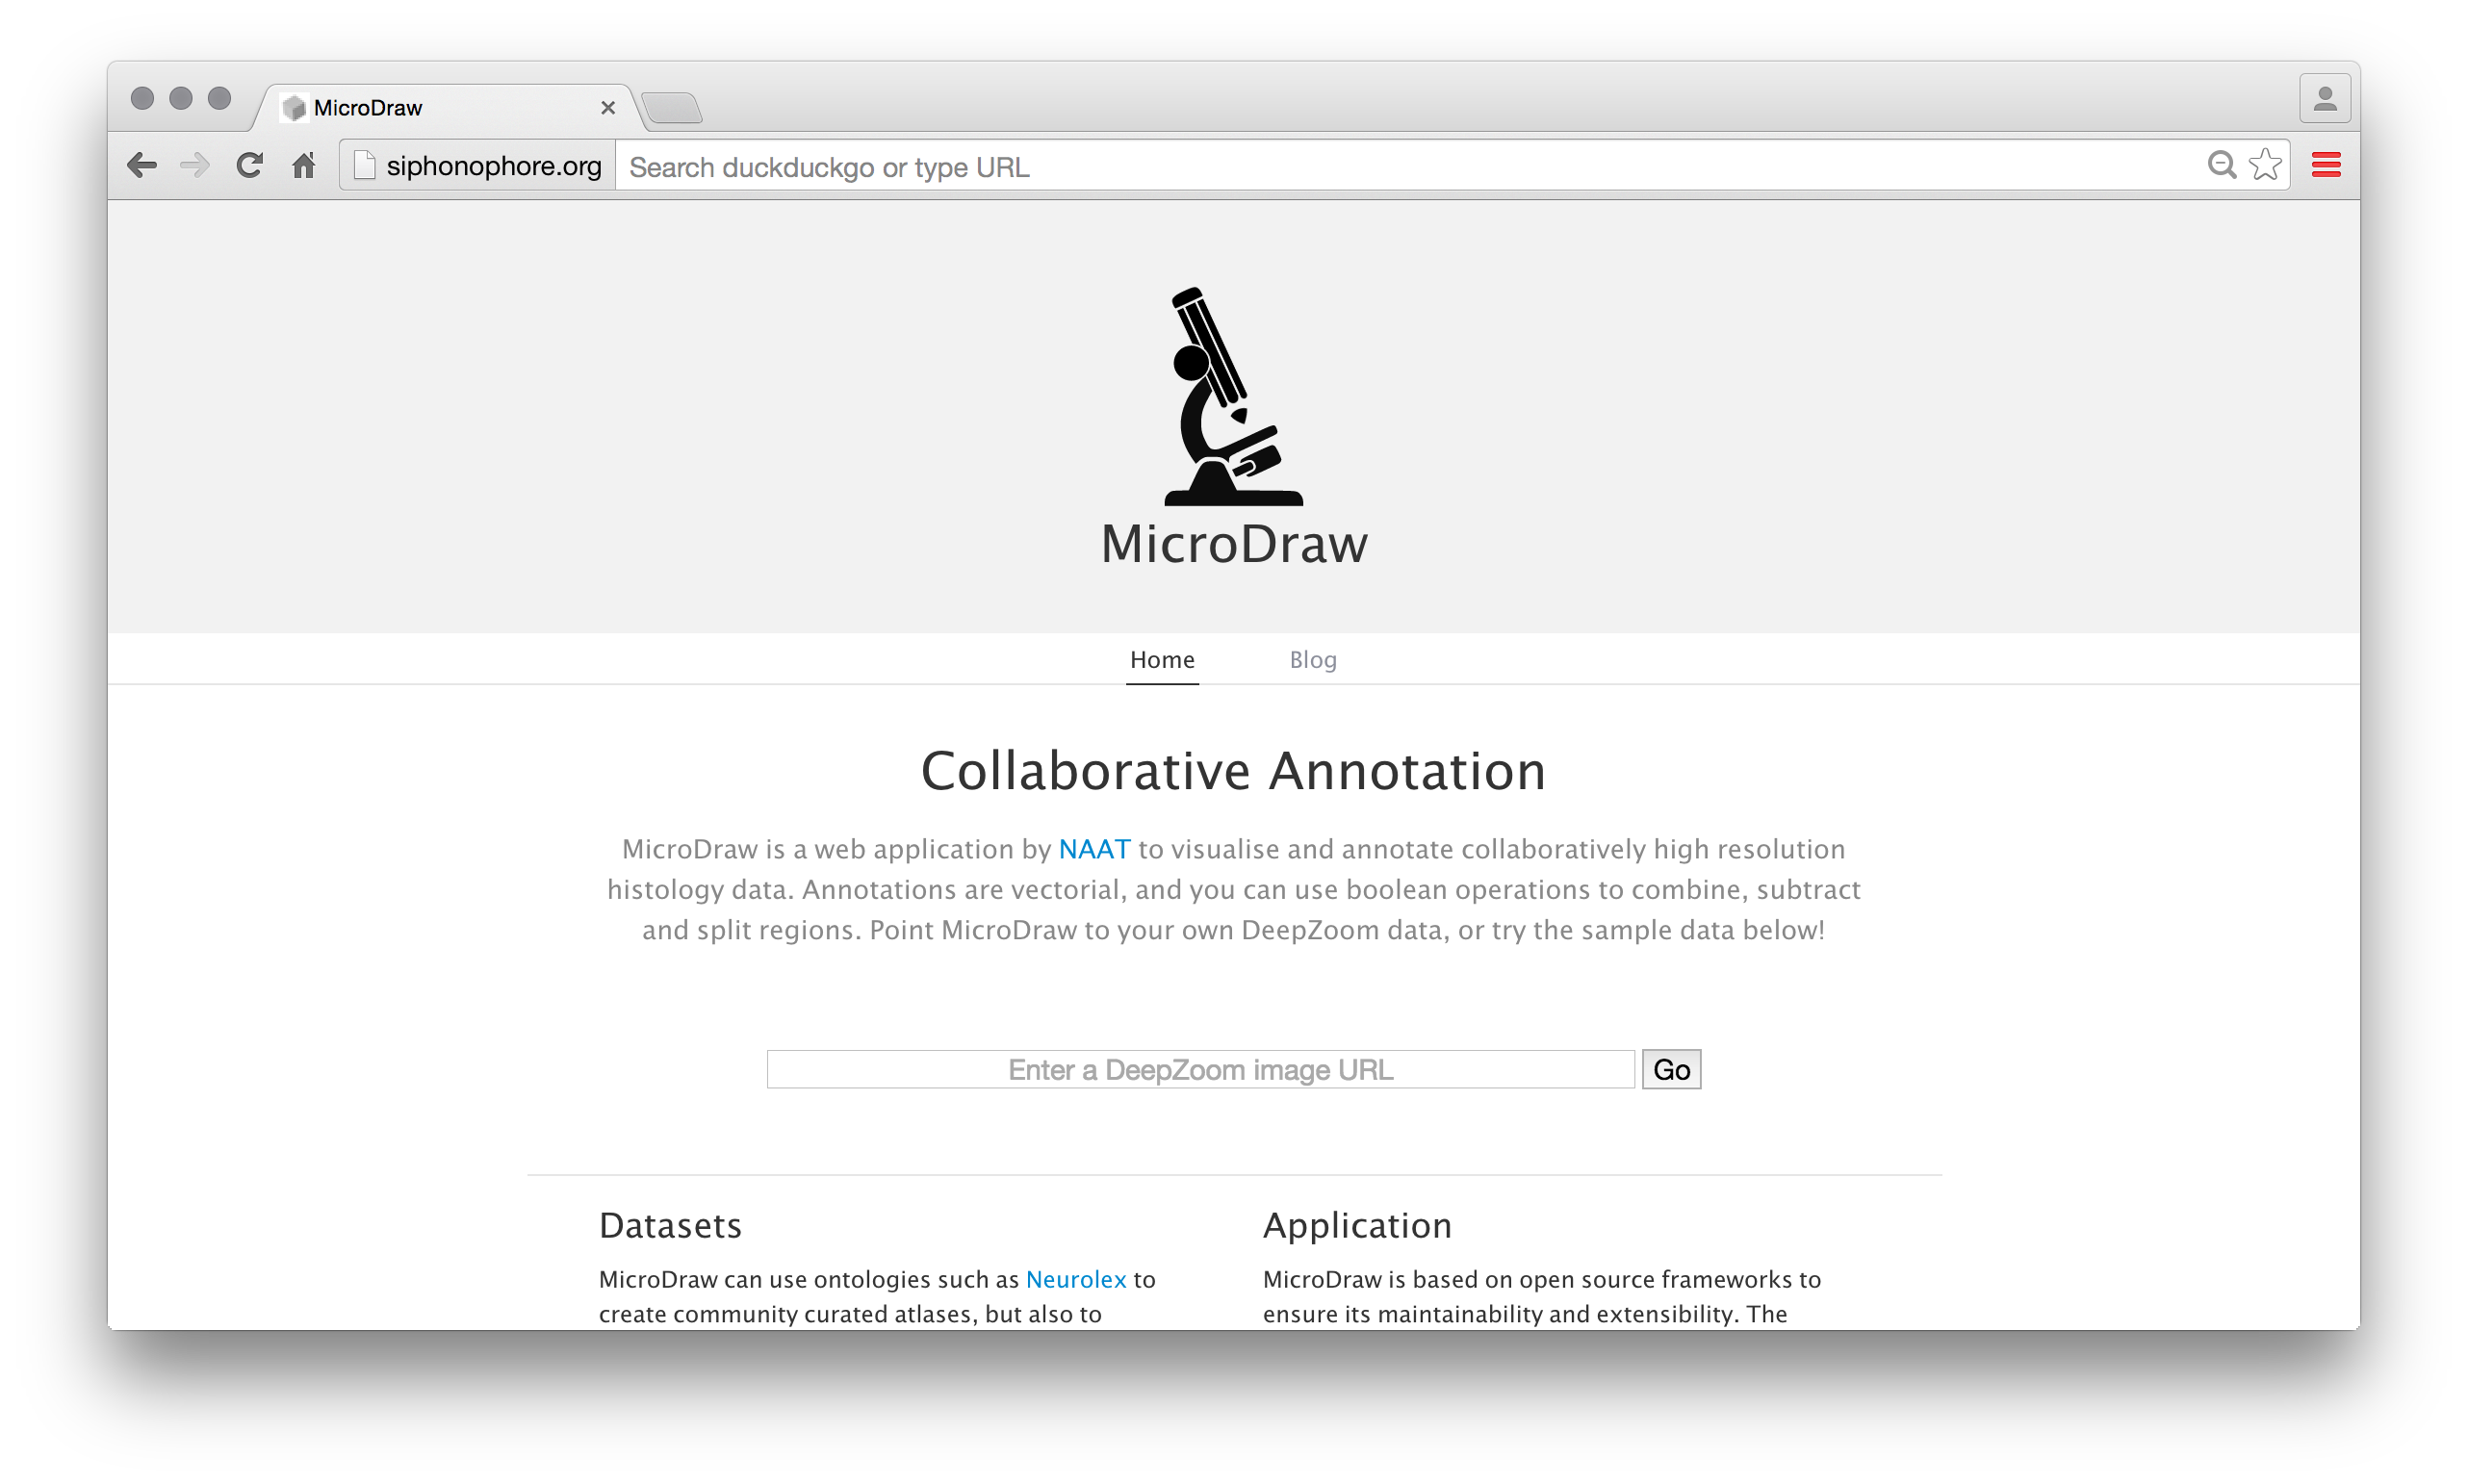 MicroDraw
siphonophore.org Search duckduckgo or type URL
MicroDraw
Home Blog
Collaborative Annotation
MicroDraw is a web application by NAAT to visualise and annotate collaboratively high resolution
histology data. Annotations are vectorial, and you can use boolean operations to combine, subtract
and split regions. Point MicroDraw to your own DeepZoom data, or try the sample data below!
Enter a DeepZoom image URL Go
Datasets
MicroDraw can use ontologies such as Neurolex to
create community curated atlases, but also to
Application
MicroDraw is based on open source frameworks to
ensure its maintainability and extensibility. The